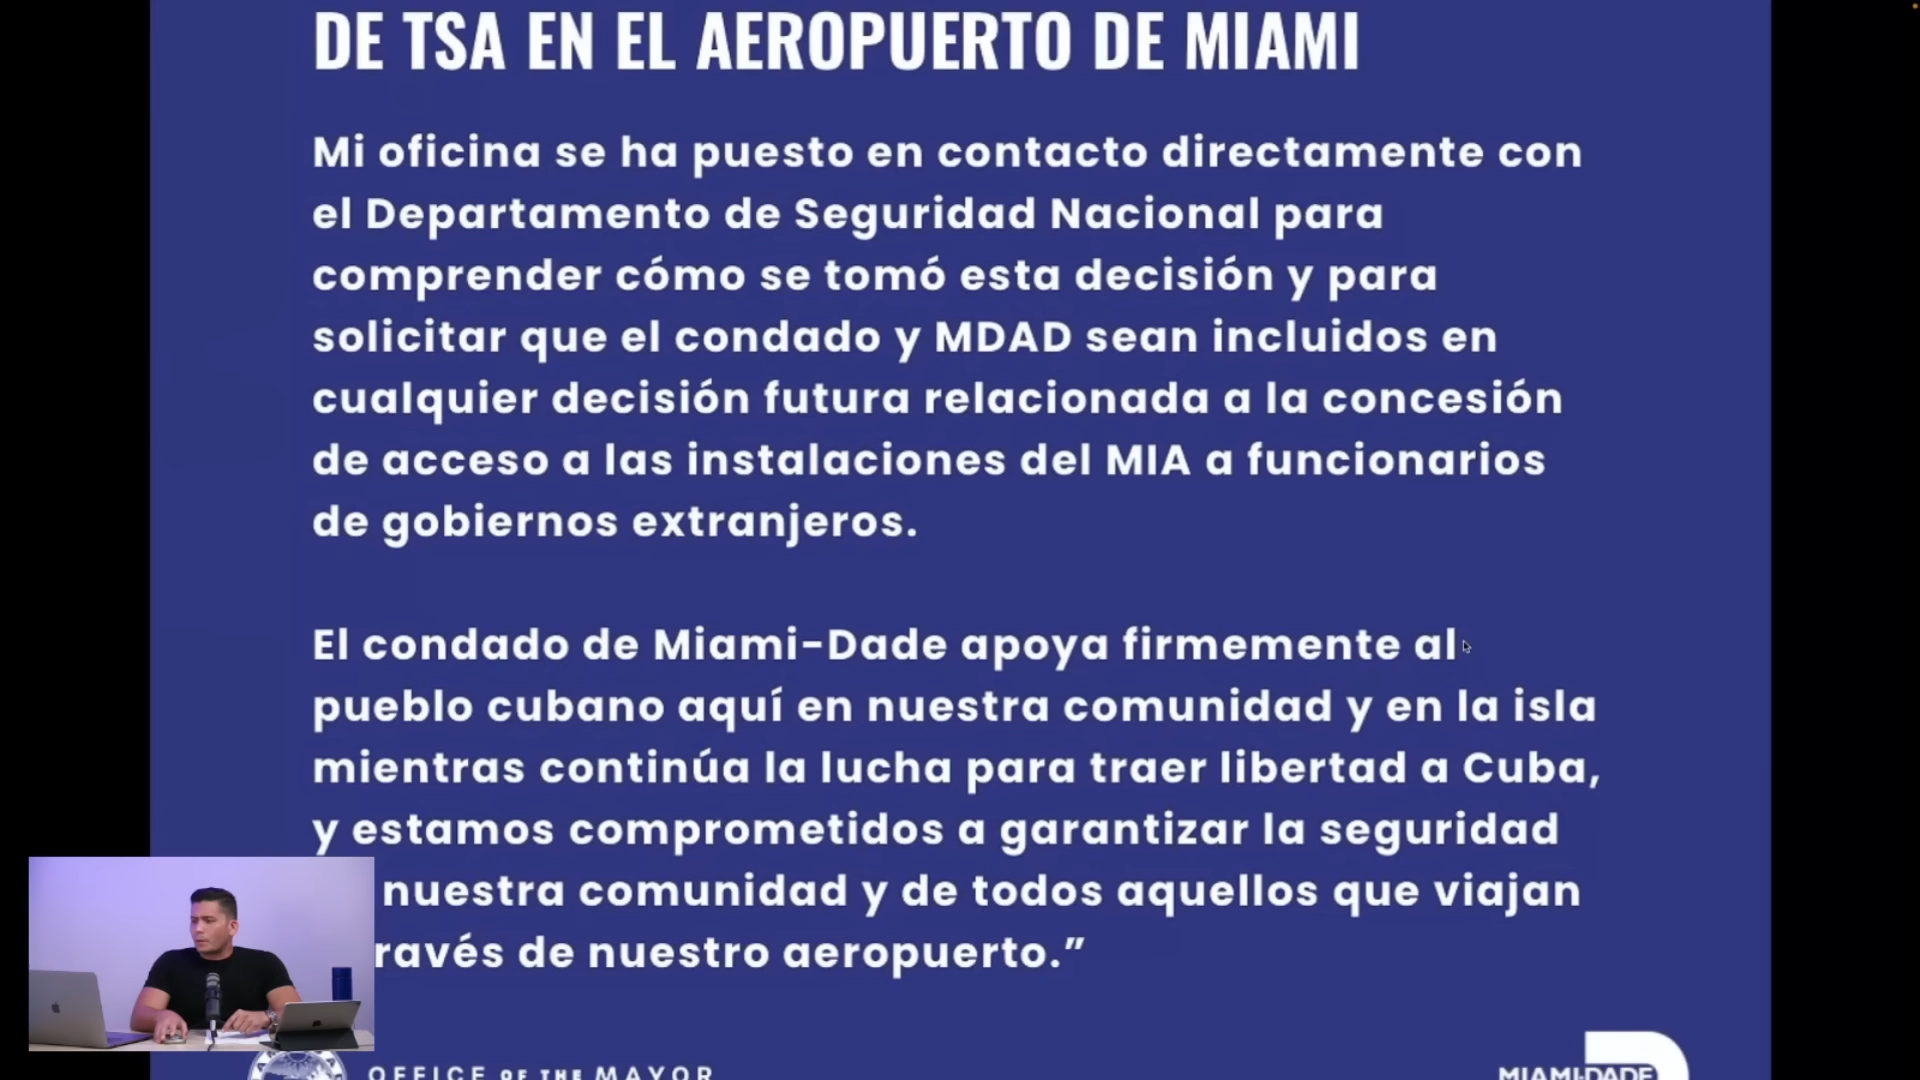 DE TSA EN EL AEROPUERTO DE MIAMI
Mi oficina se ha puesto en contacto directamente con
el Departamento de Seguridad Nacional para
comprender cómo se tomó esta decisión y para
solicitar que el condado y MDAD sean incluidos en
cualquier decisión futura relacionada a la concesión
de acceso a las instalaciones del MIA a funcionarios
de gobiernos extranjeros.
El condado de Miami-Dade apoya firmemente al
pueblo cubano aquí en nuestra comunidad y en la isla
mientras continúa la lucha para traer libertad a Cuba,
y estamos comprometidos a garantizar la seguridad
nuestra comunidad y de todos aquellos que viajan
ravés de nuestro aeropuerto.”
OFFICE OF THE MAYOR
MIAMI-DADE